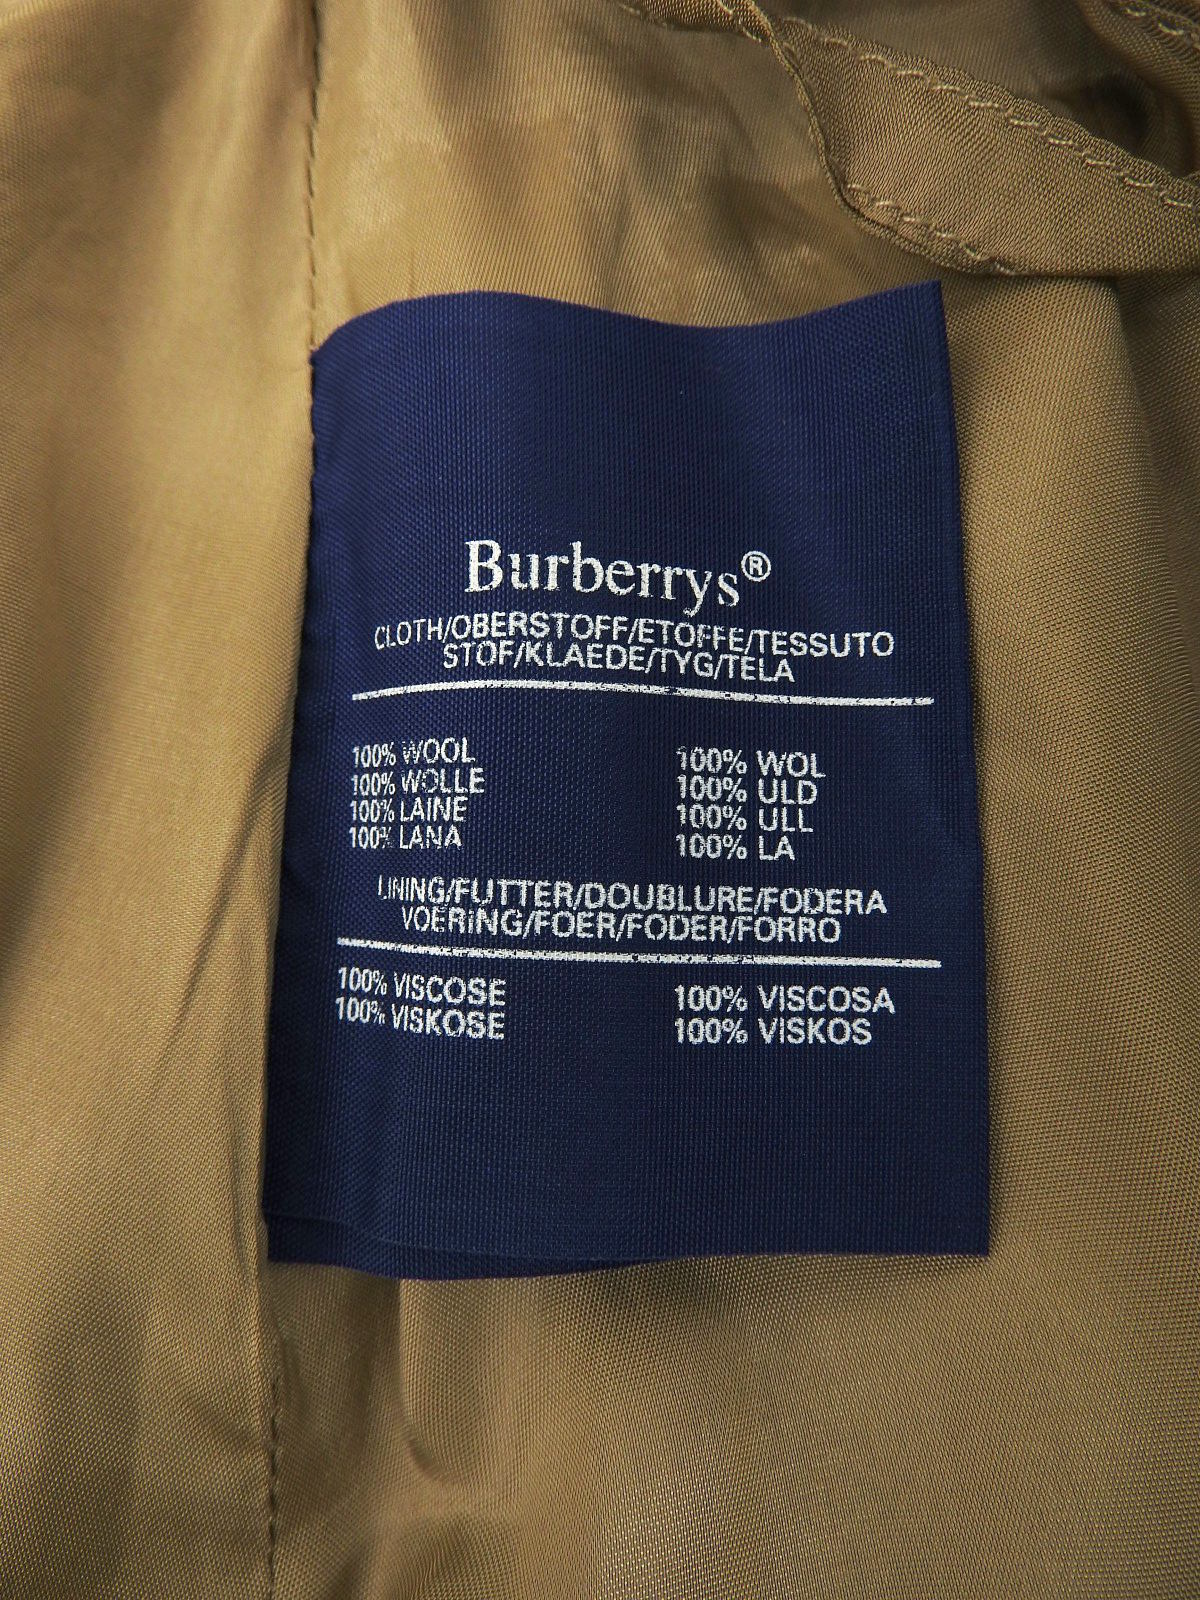 Burberrys®
CLOTH/OBERSTOFF/ETOFFE/TESSUTO
STOF/KLAEDE/TYG/TELA
100% WOOL
100% WOLLE
100% LAINE
100% LANA
100% WOL
100% ULD
100% ULL
100% LA
LINING/FUTTER/DOUBLURE/FODERA
VOERING/FOER/FODER/FORRO
100% VISCOSE
100% VISKOSE
100% VISCOSA
100% VISKOS